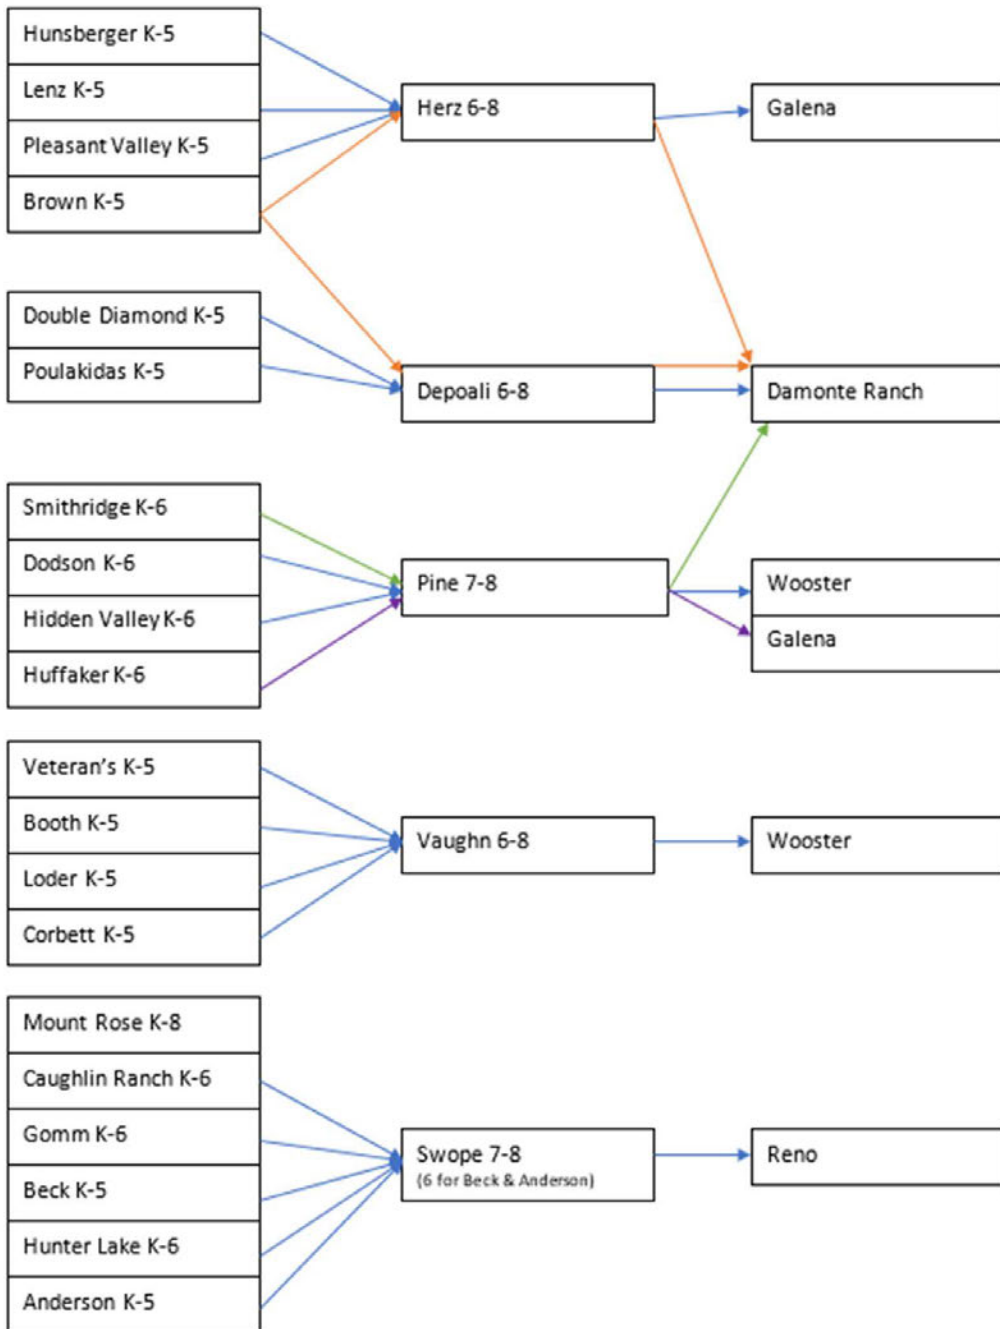 Hunsberger K-5
Lenz K-5
Pleasant Valley K-5
Brown K-5
Herz 6-8
Galena
Double Diamond K-5
Poulakidas K-5
Depoali 6-8
Damonte Ranch
Smithridge K-6
Dodson K-6
Hidden Valley K-6
Huffaker K-6
Pine 7-8
Wooster
Galena
Veteran’s K-5
Booth K-5
Loder K-5
Corbett K-5
Vaughn 6-8
Wooster
Mount Rose K-8
Caughlin Ranch K-6
Gomm K-6
Beck K-5
Hunter Lake K-6
Anderson K-5
Swope 7-8
(6 for Beck & Anderson)
Reno